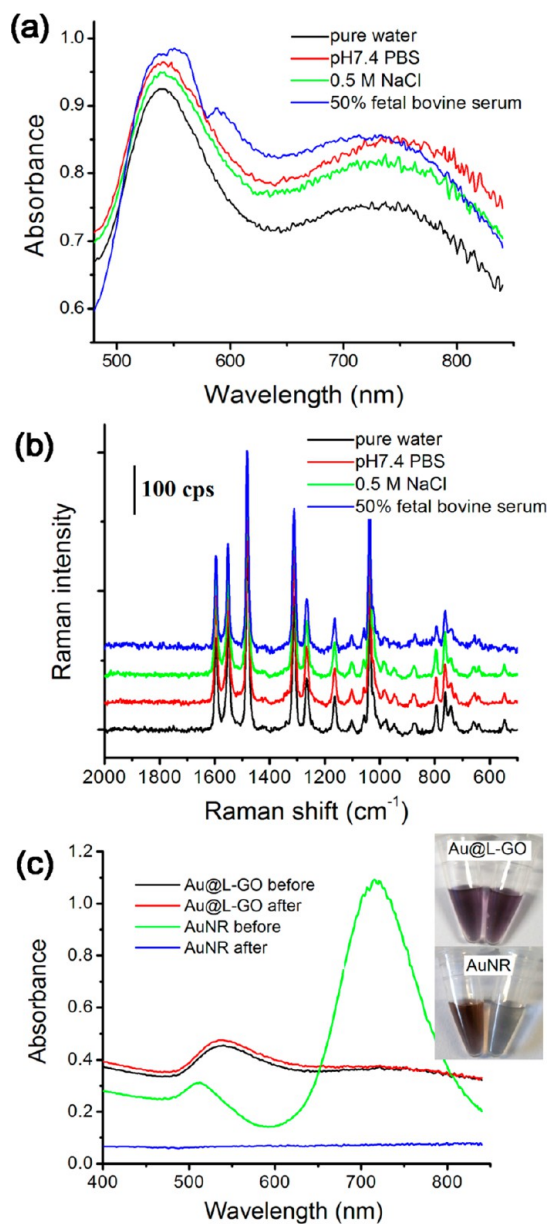 (a)
pure water
pH7.4 PBS
0.5 M NaCl
50% fetal bovine serum
1.0
0.9
0.8
0.7
0.6
Absorbance
500 600 700 800
Wavelength (nm)
(b)
pure water
pH7.4 PBS
0.5 M NaCl
50% fetal bovine serum
100 cps
Raman intensity
2000 1800 1600 1400 1200 1000 800 600
Raman shift (cm⁻¹)
(c)
Au@L-GO before
Au@L-GO after
AuNR before
AuNR after
Au@L-GO
AuNR
1.2
1.0
0.8
0.6
0.4
0.2
0.0
Absorbance
400 500 600 700 800
Wavelength (nm)